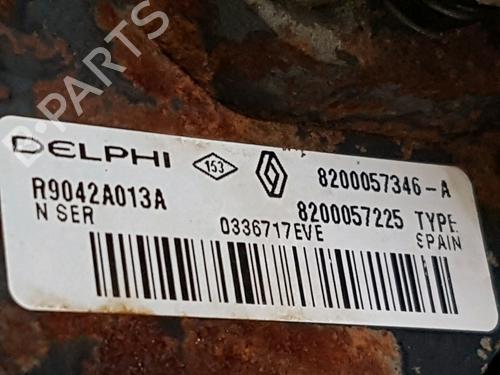 DELPHI 153 8200057346-A
R9042A013A 8200057225 TYPE
N SER 0336717EVE SPAIN
D-PARTS